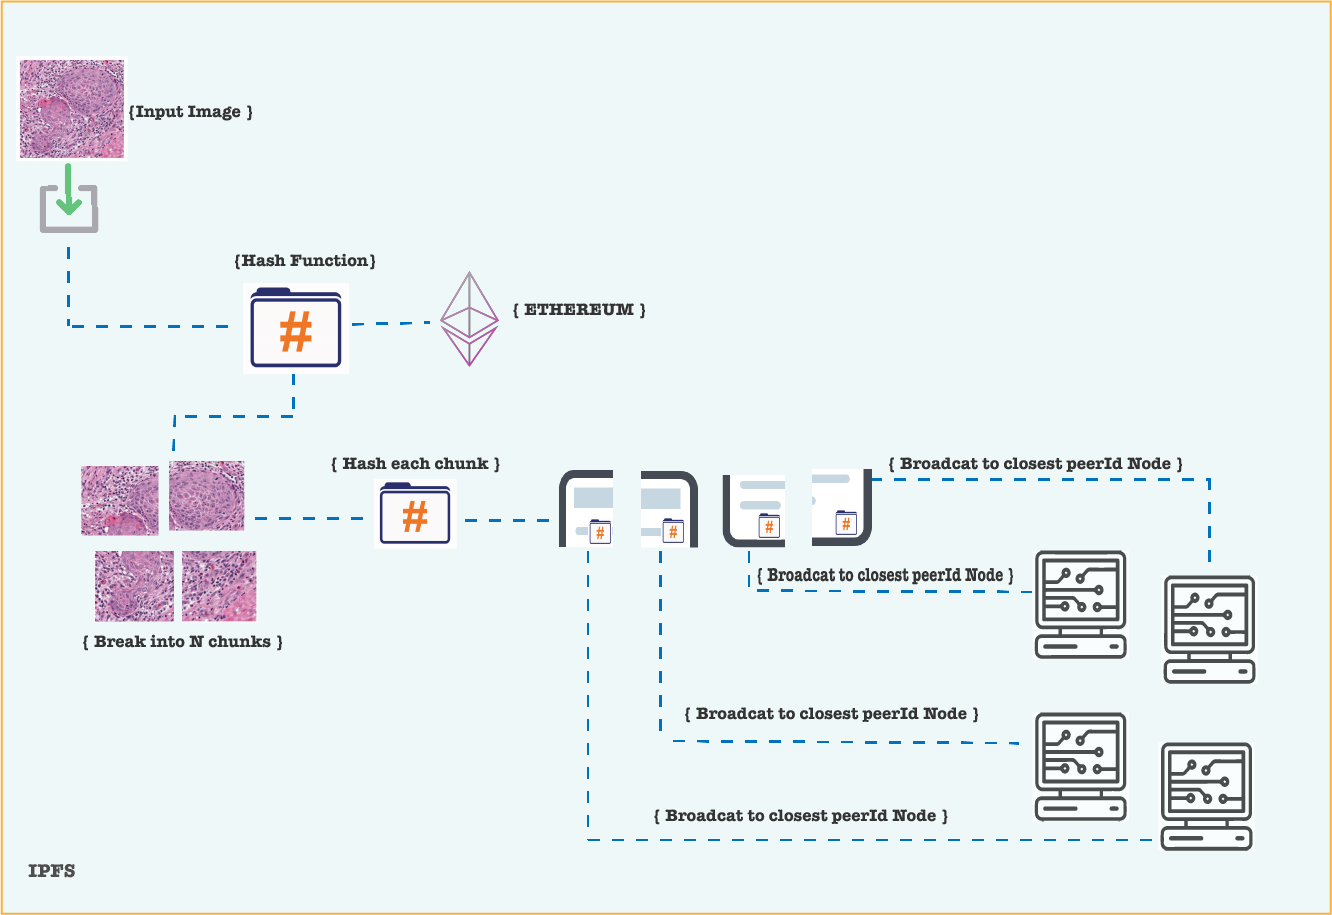 {Input Image }
{Hash Function}
#
{ ETHEREUM }
{ Hash each chunk }
{ Broadcat to closest peerId Node }
#
#
#
#
#
{ Broadcat to closest peerId Node }
{ Break into N chunks }
{ Broadcat to closest peerId Node }
{ Broadcat to closest peerId Node }
IPFS